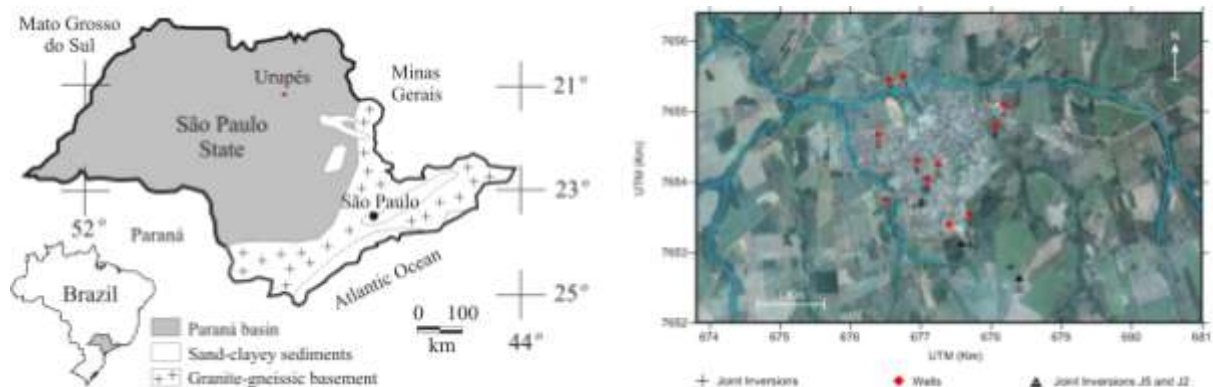 Mato Grosso
do Sul
Urupês
Minas
Gerais
21°
São Paulo
State
São Paulo
23°
52°
Paraná
Atlantic Ocean
Brazil
25°
0 100
km
44°
Paraná basin
Sand-clayey sediments
Granite-gneissic basement
UTM (Km)
7656
7655
7654
7653
7652
N
674 675 676 677 678 679 680 681
UTM (Km)
Joint Inversions
Wells
Joint Inversions J5 and J2